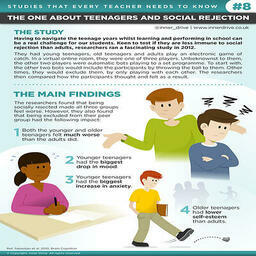 STUDIES THAT EVERY TEACHER NEEDS TO KNOW
#8
THE ONE ABOUT TEENAGERS AND SOCIAL REJECTION
@inner_drive | www.innerdrive.co.uk
THE STUDY
Having to navigate the teenage years whilst learning and performing in school can
be a real challenge for our students. Keen to test if they are less immune to social
rejection than adults, researchers ran a fascinating study in 2012.
They had young teenagers, old teenagers and adults play an electronic game of
catch. In a virtual online room, they were one of three players. Unbeknownst to them,
the other two players were automatic bots playing to a set programme. To start with,
the other two bots would include the participants by throwing the ball to them. Other
times, they would exclude them, by only playing with each other. The researchers
then compared how the participants thought and felt as a result.
THE MAIN FINDINGS
The researchers found that being
socially rejected made all three groups
feel worse. However, they also found
that being excluded from their peer
group had the following impact:
1 Both the younger and older
teenagers felt much worse
than the adults did.
2 Younger teenagers
had the biggest
drop in mood.
3 Younger teenagers
had the biggest
increase in anxiety.
4 Older teenagers
had lower
self-esteem
than adults.